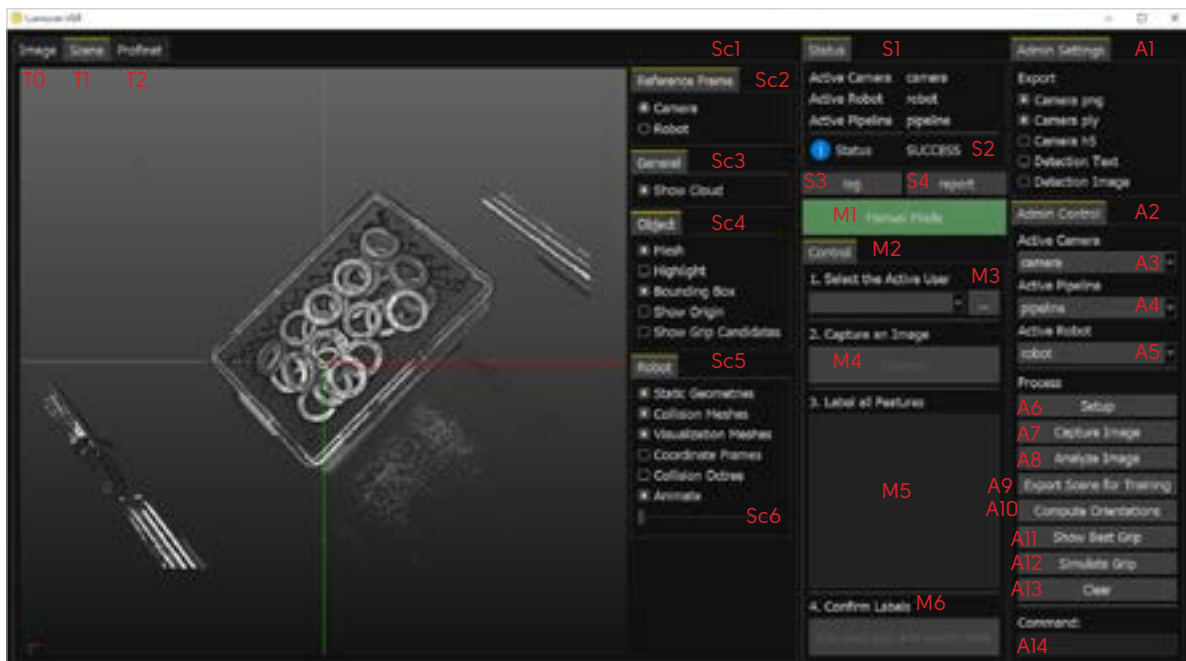 Image Scene Profinet
T0 T1 T2
Sc1
Reference Frame Sc2
Camera
Robot
General Sc3
Show Cloud
Object Sc4
Mesh
Highlight
Bounding Box
Show Origin
Show Grip Candidates
Robot Sc5
Static Geometries
Collision Meshes
Visualization Meshes
Coordinate Frames
Collision Octree
Animate
Sc6
Status S1
Active Camera camera
Active Robot robot
Active Pipeline pipeline
Status SUCCESS S2
S3 log S4 report
M1 Manual Mode
Control M2
1. Select the Active User M3
...
2. Capture an Image
M4
3. Label all Features
M5
4. Confirm Labels M6
Admin Settings A1
Export
Camera png
Camera ply
Camera h5
Detection Text
Detection Image
Admin Control A2
Active Camera
camera A3
Active Pipeline
pipeline A4
Active Robot
robot A5
Process
A6 Setup
A7 Capture Image
A8 Analyze Image
A9 Export Scene for Training
A10 Compute Orientations
A11 Show Best Grip
A12 Simulate Grip
A13 Clear
Command:
A14